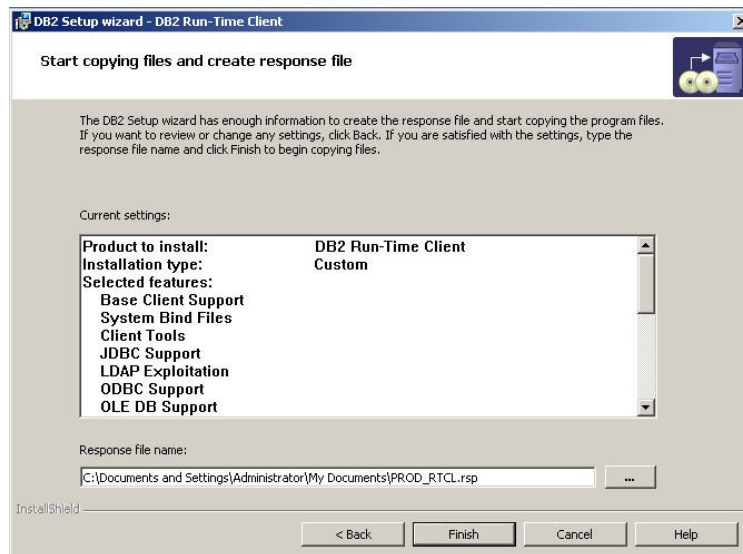 DB2 Setup wizard - DB2 Run-Time Client
Start copying files and create response file
The DB2 Setup wizard has enough information to create the response file and start copying the program files.
If you want to review or change any settings, click Back. If you are satisfied with the settings, type the
response file name and click Finish to begin copying files.
Current settings:
Product to install: DB2 Run-Time Client
Installation type: Custom
Selected features:
Base Client Support
System Bind Files
Client Tools
JDBC Support
LDAP Exploitation
ODBC Support
OLE DB Support
Response file name:
C:\Documents and Settings\Administrator\My Documents\PROD_RTCL.rsp ...
InstallShield
< Back Finish Cancel Help